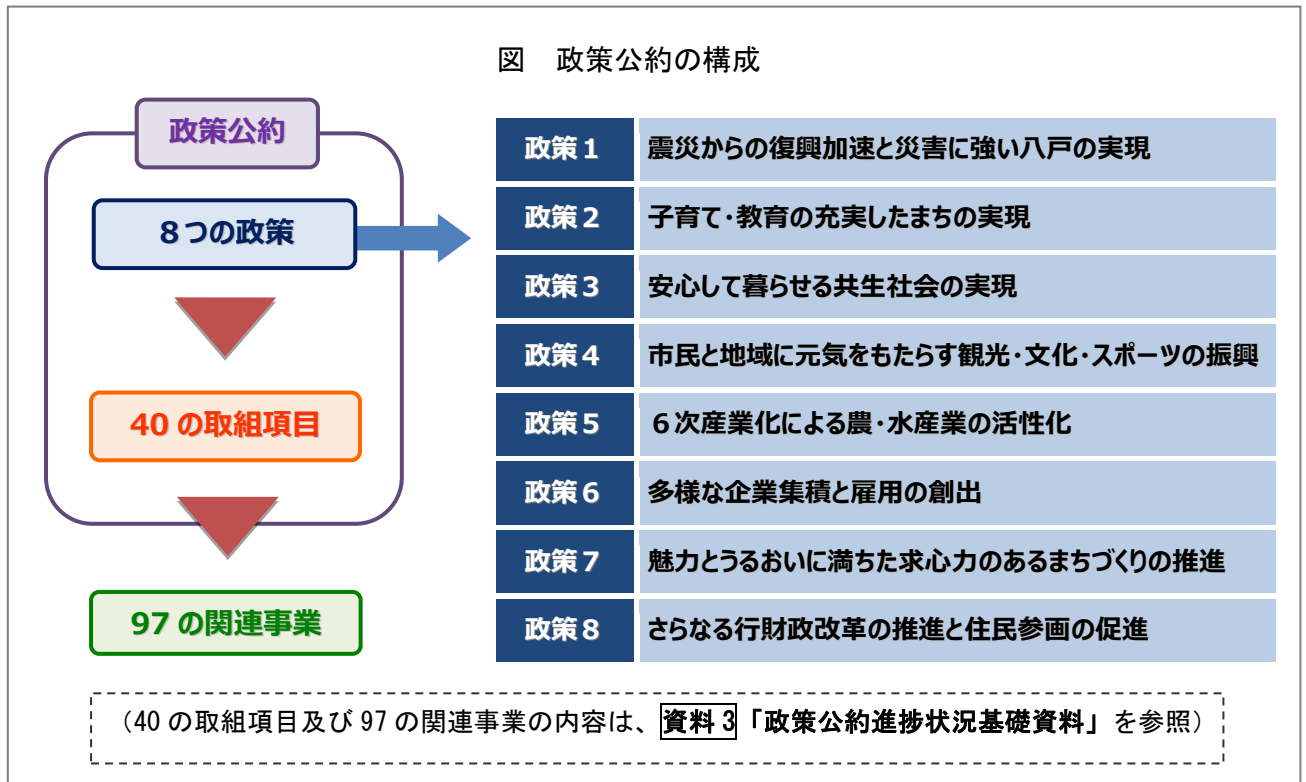 図　政策公約の構成
政策公約
８つの政策
40 の取組項目
97 の関連事業
政策１ 震災からの復興加速と災害に強い八戸の実現
政策２ 子育て・教育の充実したまちの実現
政策３ 安心して暮らせる共生社会の実現
政策４ 市民と地域に元気をもたらす観光・文化・スポーツの振興
政策５ ６次産業化による農・水産業の活性化
政策６ 多様な企業集積と雇用の創出
政策７ 魅力とうるおいに満ちた求心力のあるまちづくりの推進
政策８ さらなる行財政改革の推進と住民参画の促進
（40 の取組項目及び 97 の関連事業の内容は、資料 3「政策公約進捗状況基礎資料」を参照）